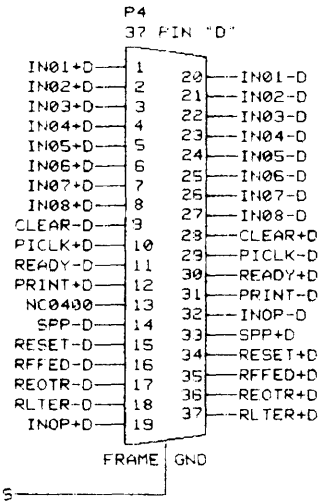 P4
37 PIN "D"
IN01+D 1
20 IN01-D
IN02+D 2
21 IN02-D
IN03+D 3
22 IN03-D
IN04+D 4
23 IN04-D
IN05+D 5
24 IN05-D
IN06+D 6
25 IN06-D
IN07+D 7
26 IN07-D
IN08+D 8
27 IN08-D
CLEAR-D 9
28 CLEAR+D
PICLK+D 10
29 PICLK-D
READY-D 11
30 READY+D
PRINT+D 12
31 PRINT-D
NC0400 13
32 INOP-D
SPP-D 14
33 SPP+D
RESET-D 15
34 RESET+D
RFFED-D 16
35 RFFED+D
REOTR-D 17
36 REOTR+D
RLTER-D 18
37 RLTER+D
INOP+D 19
FRAME GND
S